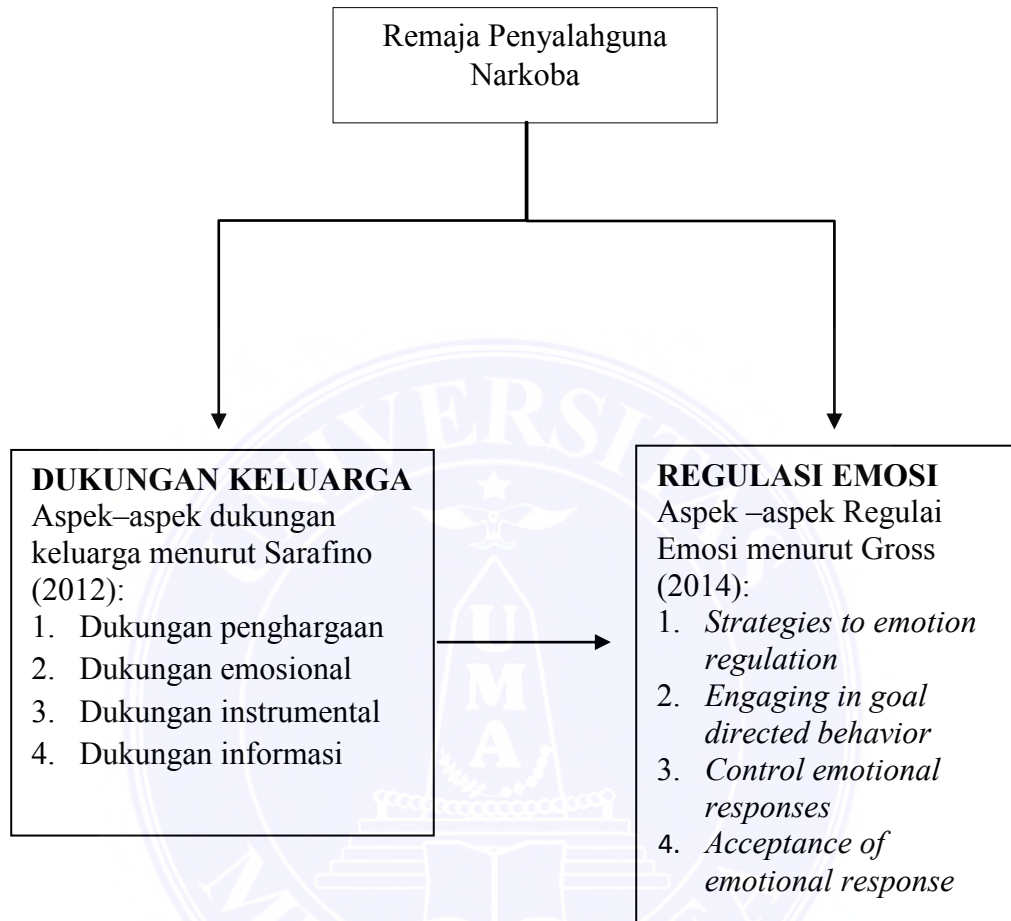 Remaja Penyalahguna
Narkoba
DUKUNGAN KELUARGA
Aspek–aspek dukungan
keluarga menurut Sarafino
(2012):
1. Dukungan penghargaan
2. Dukungan emosional
3. Dukungan instrumental
4. Dukungan informasi
REGULASI EMOSI
Aspek –aspek Regulai
Emosi menurut Gross
(2014):
1. Strategies to emotion
regulation
2. Engaging in goal
directed behavior
3. Control emotional
responses
4. Acceptance of
emotional response
UNIVERSITAS
UMA